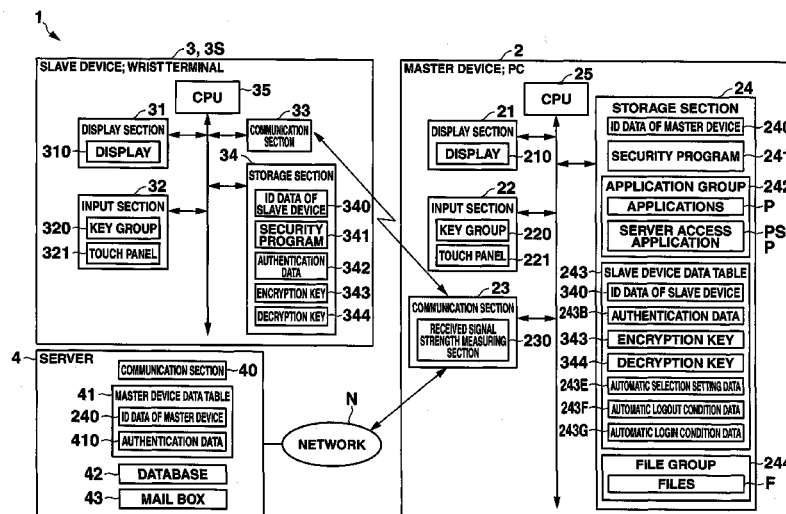 1
3, 3S
SLAVE DEVICE; WRIST TERMINAL
CPU
35
31
DISPLAY SECTION
310
DISPLAY
33
COMMUNICATION SECTION
32
INPUT SECTION
320
KEY GROUP
321
TOUCH PANEL
34
STORAGE SECTION
ID DATA OF SLAVE DEVICE
340
SECURITY PROGRAM
341
AUTHENTICATION DATA
342
ENCRYPTION KEY
343
DECRYPTION KEY
344
2
MASTER DEVICE; PC
25
CPU
21
DISPLAY SECTION
DISPLAY
210
22
INPUT SECTION
KEY GROUP
220
TOUCH PANEL
221
23
COMMUNICATION SECTION
RECEIVED SIGNAL STRENGTH MEASURING SECTION
230
24
STORAGE SECTION
ID DATA OF MASTER DEVICE
240
SECURITY PROGRAM
241
APPLICATION GROUP
242
APPLICATIONS
P
SERVER ACCESS APPLICATION
PS
P
243
SLAVE DEVICE DATA TABLE
340
ID DATA OF SLAVE DEVICE
243B
AUTHENTICATION DATA
343
ENCRYPTION KEY
344
DECRYPTION KEY
243E
AUTOMATIC SELECTION SETTING DATA
243F
AUTOMATIC LOGOUT CONDITION DATA
243G
AUTOMATIC LOGIN CONDITION DATA
FILE GROUP
244
FILES
F
4
SERVER
COMMUNICATION SECTION
40
41
MASTER DEVICE DATA TABLE
240
ID DATA OF MASTER DEVICE
410
AUTHENTICATION DATA
42
DATABASE
43
MAIL BOX
N
NETWORK